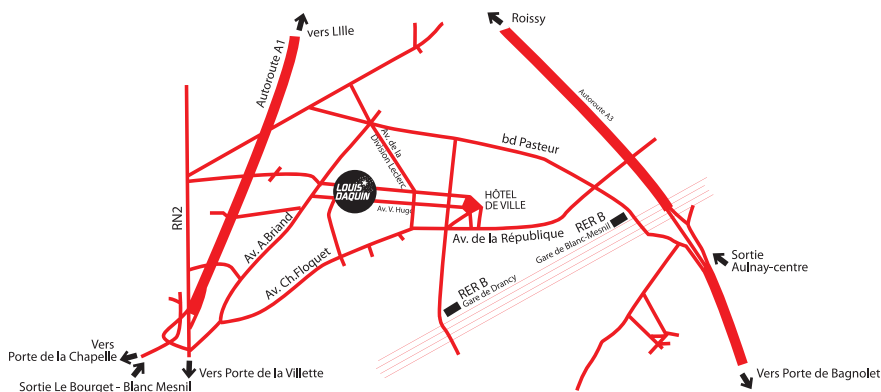 Roissy
vers LIlle
Autoroute A1
Autoroute A3
RN2
Av. de la
Division Leclerc
bd Pasteur
LOUIS
DAQUIN
HÔTEL
DE VILLE
Av. V. Hugo
Av. A.Briand
Av. de la République
RER B
Gare de Blanc-Mesnil
Av. Ch.Floquet
RER B
Gare de Drancy
Sortie
Aulnay-centre
Vers
Porte de la Chapelle
Sortie Le Bourget - Blanc Mesnil
Vers Porte de la Villette
Vers Porte de Bagnolet